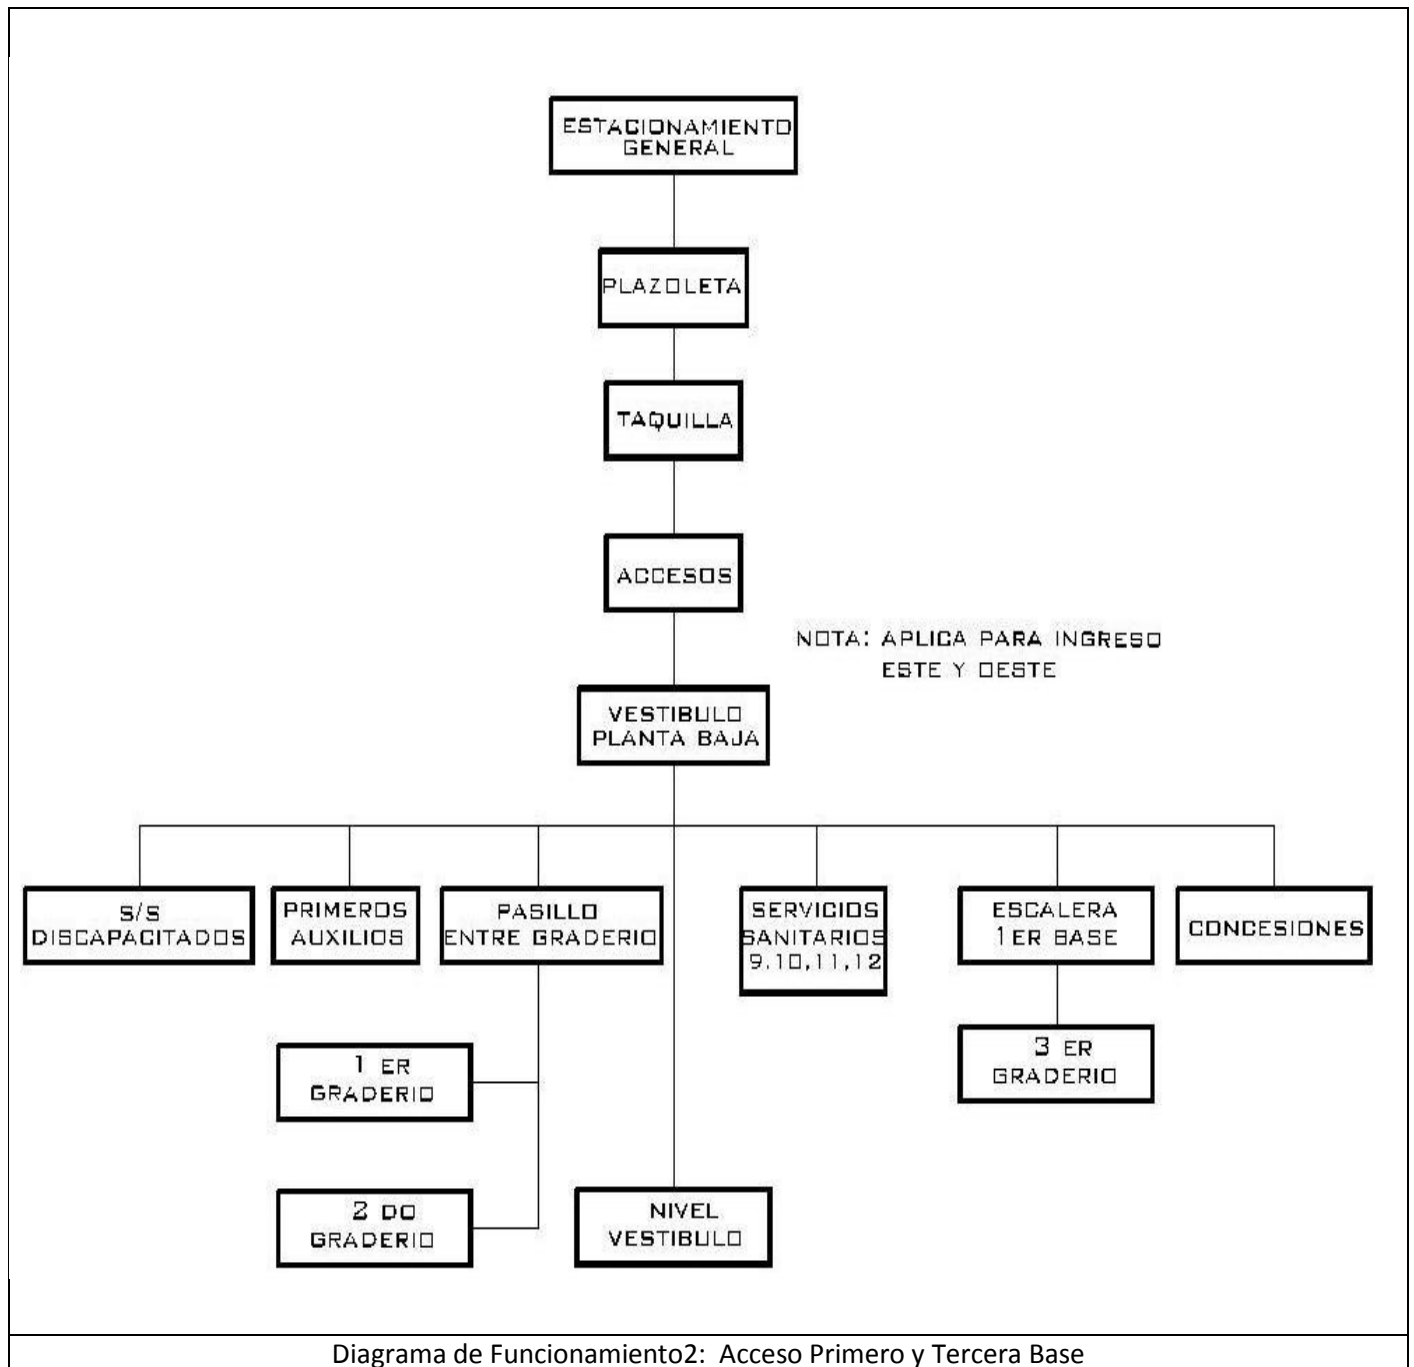 ESTACIONAMIENTO
GENERAL
PLAZOLETA
TAQUILLA
ACCESOS
NOTA: APLICA PARA INGRESO
ESTE Y OESTE
VESTIBULO
PLANTA BAJA
S/S
DISCAPACITADOS
PRIMEROS
AUXILIOS
PASILLO
ENTRE GRADERIO
SERVICIOS
SANITARIOS
9.10,11,12
ESCALERA
1ER BASE
CONCESIONES
1 ER
GRADERIO
2 DO
GRADERIO
NIVEL
VESTIBULO
3 ER
GRADERIO
Diagrama de Funcionamiento2: Acceso Primero y Tercera Base